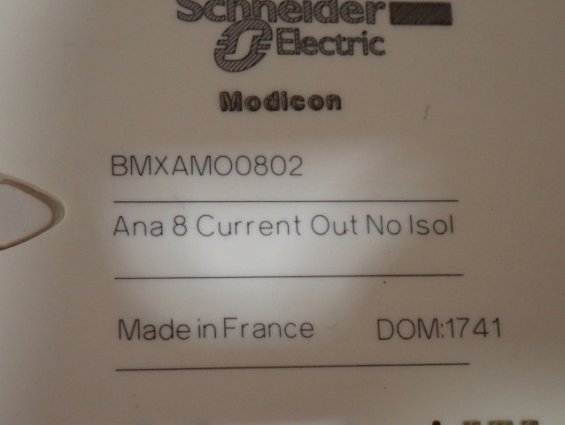 Schneider
Electric
Modicon
BMXAMO0802
Ana 8 Current Out No Isol
Made in France DOM:1741